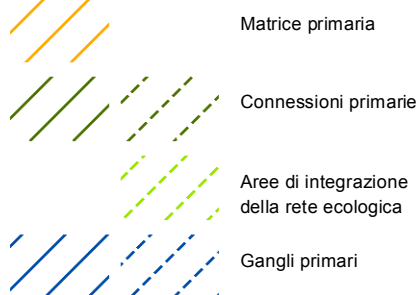 Matrice primaria
Connessioni primarie
Aree di integrazione
della rete ecologica
Gangli primari